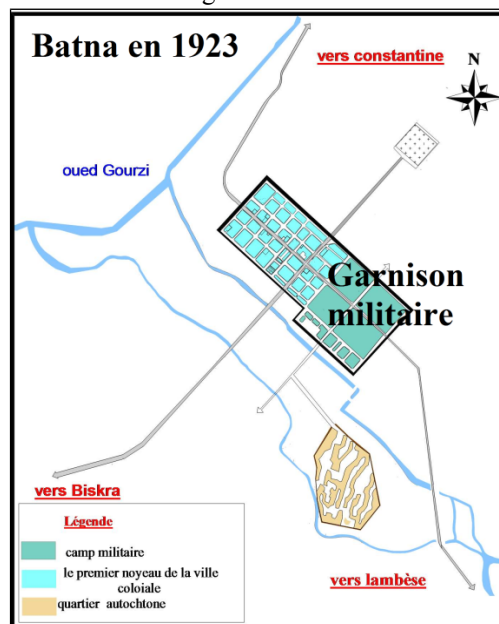 Batna en 1923
vers constantine
N
oued Gourzi
Garnison
militaire
vers Biskra
vers lambèse
Légende
camp militaire
le premier noyeau de la ville
coloiale
quartier autochtone